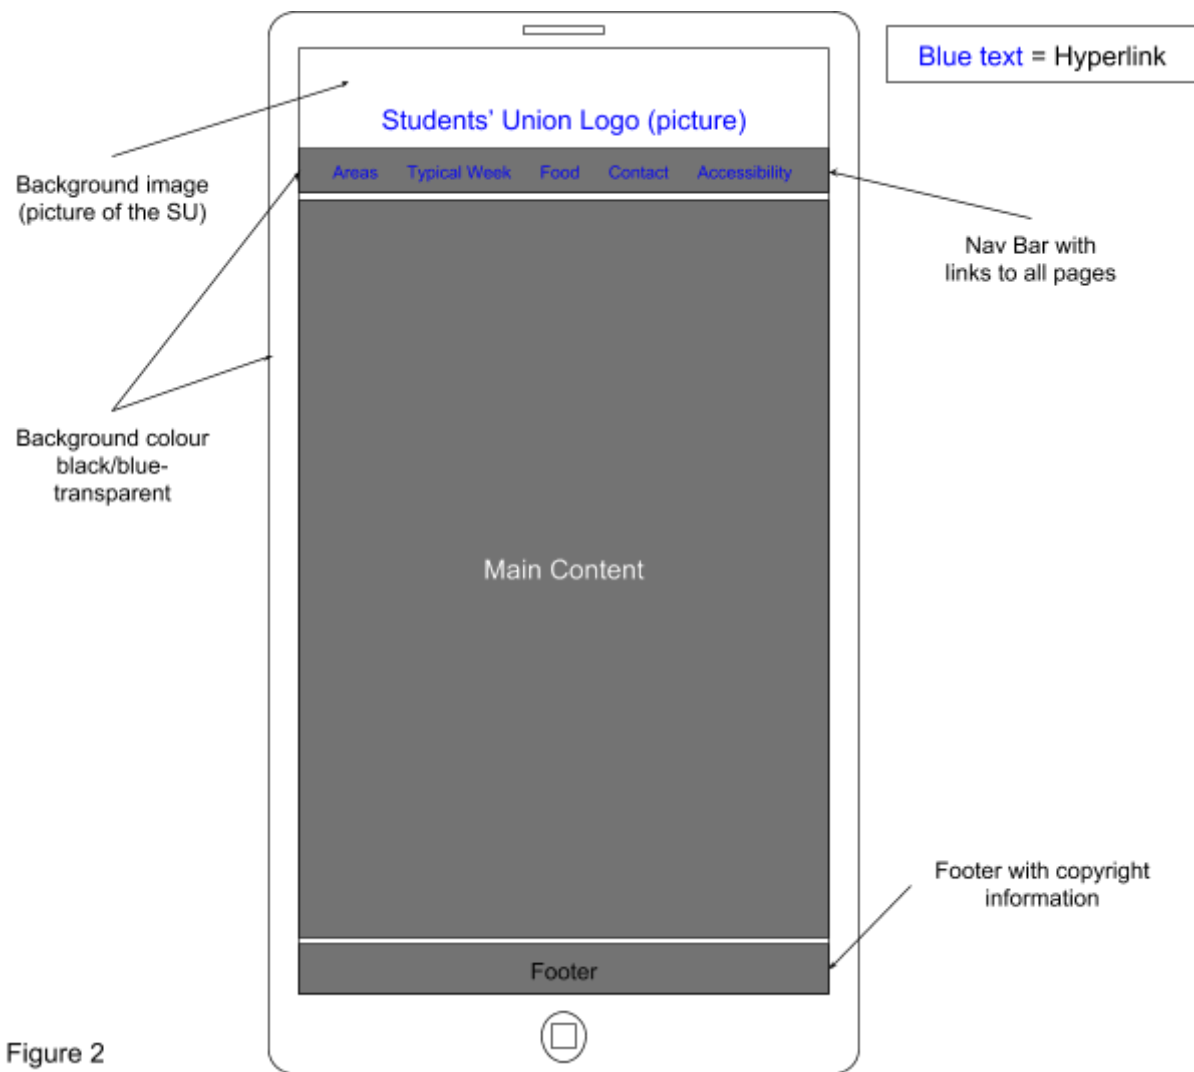 Blue text = Hyperlink
Students’ Union Logo (picture)
Areas Typical Week Food Contact Accessibility
Background image
(picture of the SU)
Nav Bar with
links to all pages
Background colour
black/blue-
transparent
Main Content
Footer with copyright
information
Footer
Figure 2